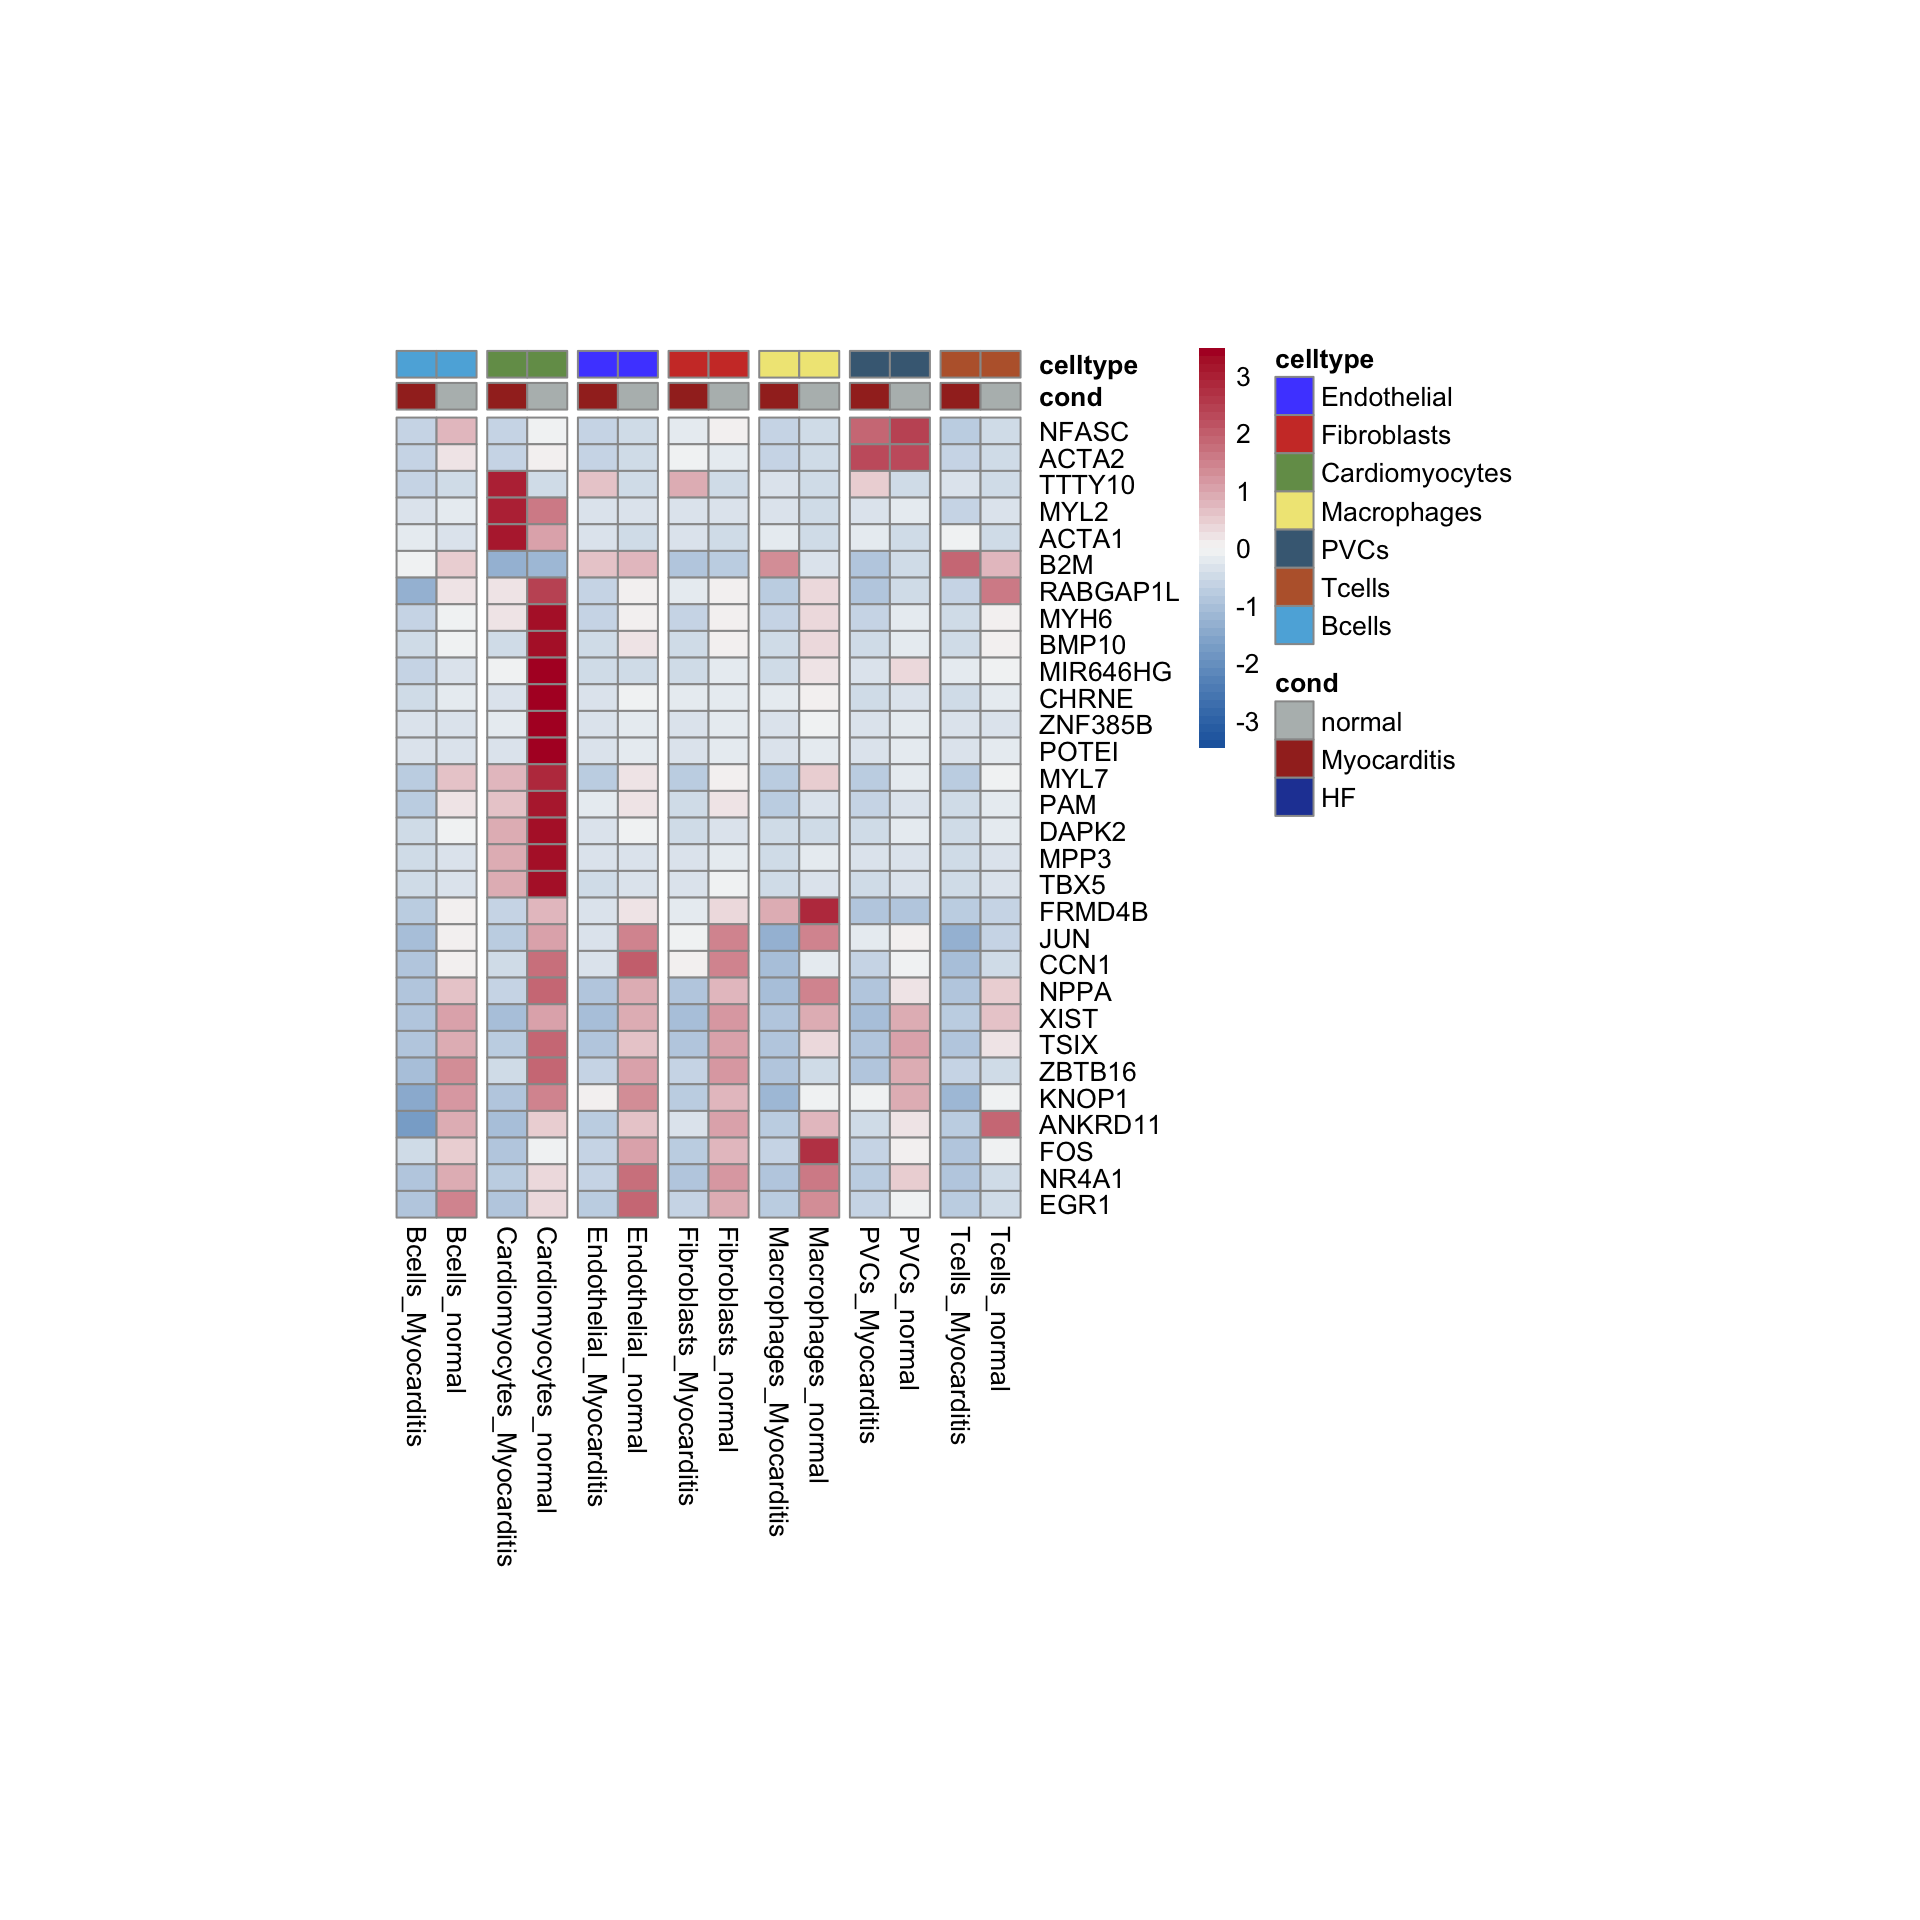 celltype
cond
NFASC
ACTA2
TTTY10
MYL2
ACTA1
B2M
RABGAP1L
MYH6
BMP10
MIR646HG
CHRNE
ZNF385B
POTEI
MYL7
PAM
DAPK2
MPP3
TBX5
FRMD4B
JUN
CCN1
NPPA
XIST
TSIX
ZBTB16
KNOP1
ANKRD11
FOS
NR4A1
EGR1
Bcells_Myocarditis
Bcells_normal
Cardiomyocytes_Myocarditis
Cardiomyocytes_normal
Endothelial_Myocarditis
Endothelial_normal
Fibroblasts_Myocarditis
Fibroblasts_normal
Macrophages_Myocarditis
Macrophages_normal
PVCs_Myocarditis
PVCs_normal
Tcells_Myocarditis
Tcells_normal
3
2
1
0
-1
-2
-3
celltype
Endothelial
Fibroblasts
Cardiomyocytes
Macrophages
PVCs
Tcells
Bcells
cond
normal
Myocarditis
HF